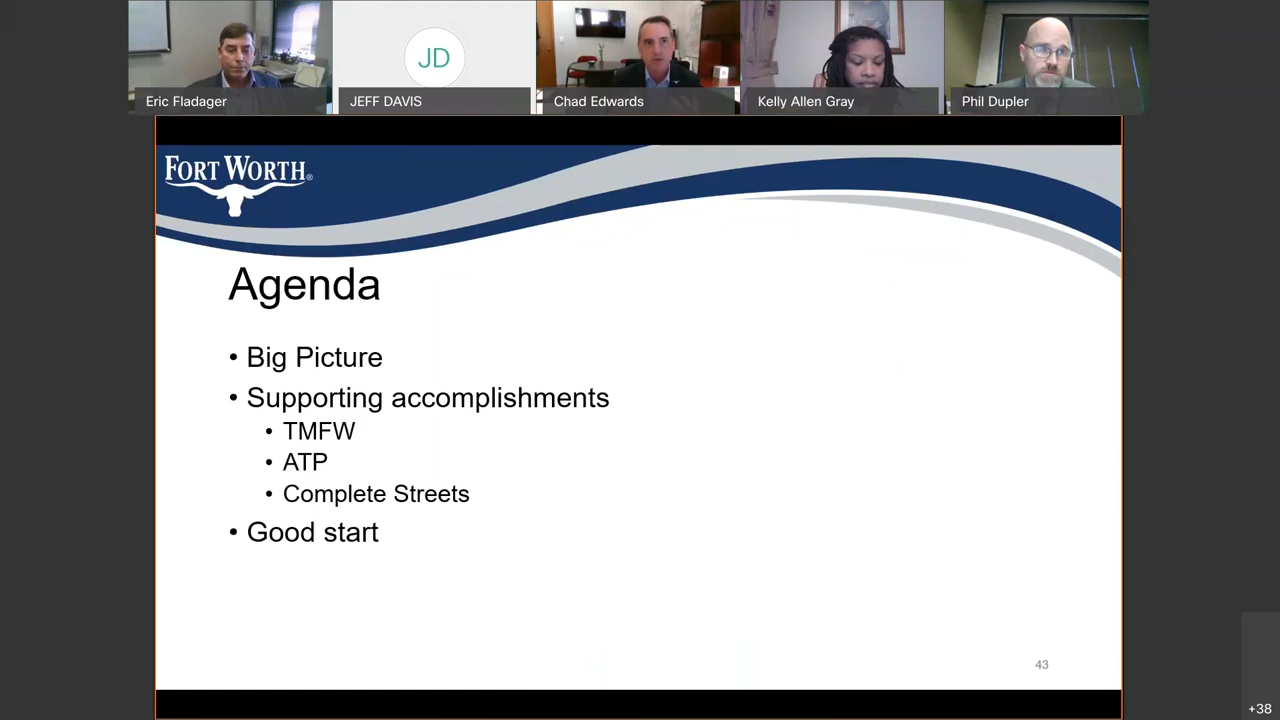 JD
Eric Fladager
JEFF DAVIS
Chad Edwards
Kelly Allen Gray
Phil Dupler
FORT WORTH®
Agenda
• Big Picture
• Supporting accomplishments
• TMFW
• ATP
• Complete Streets
• Good start
43
+38